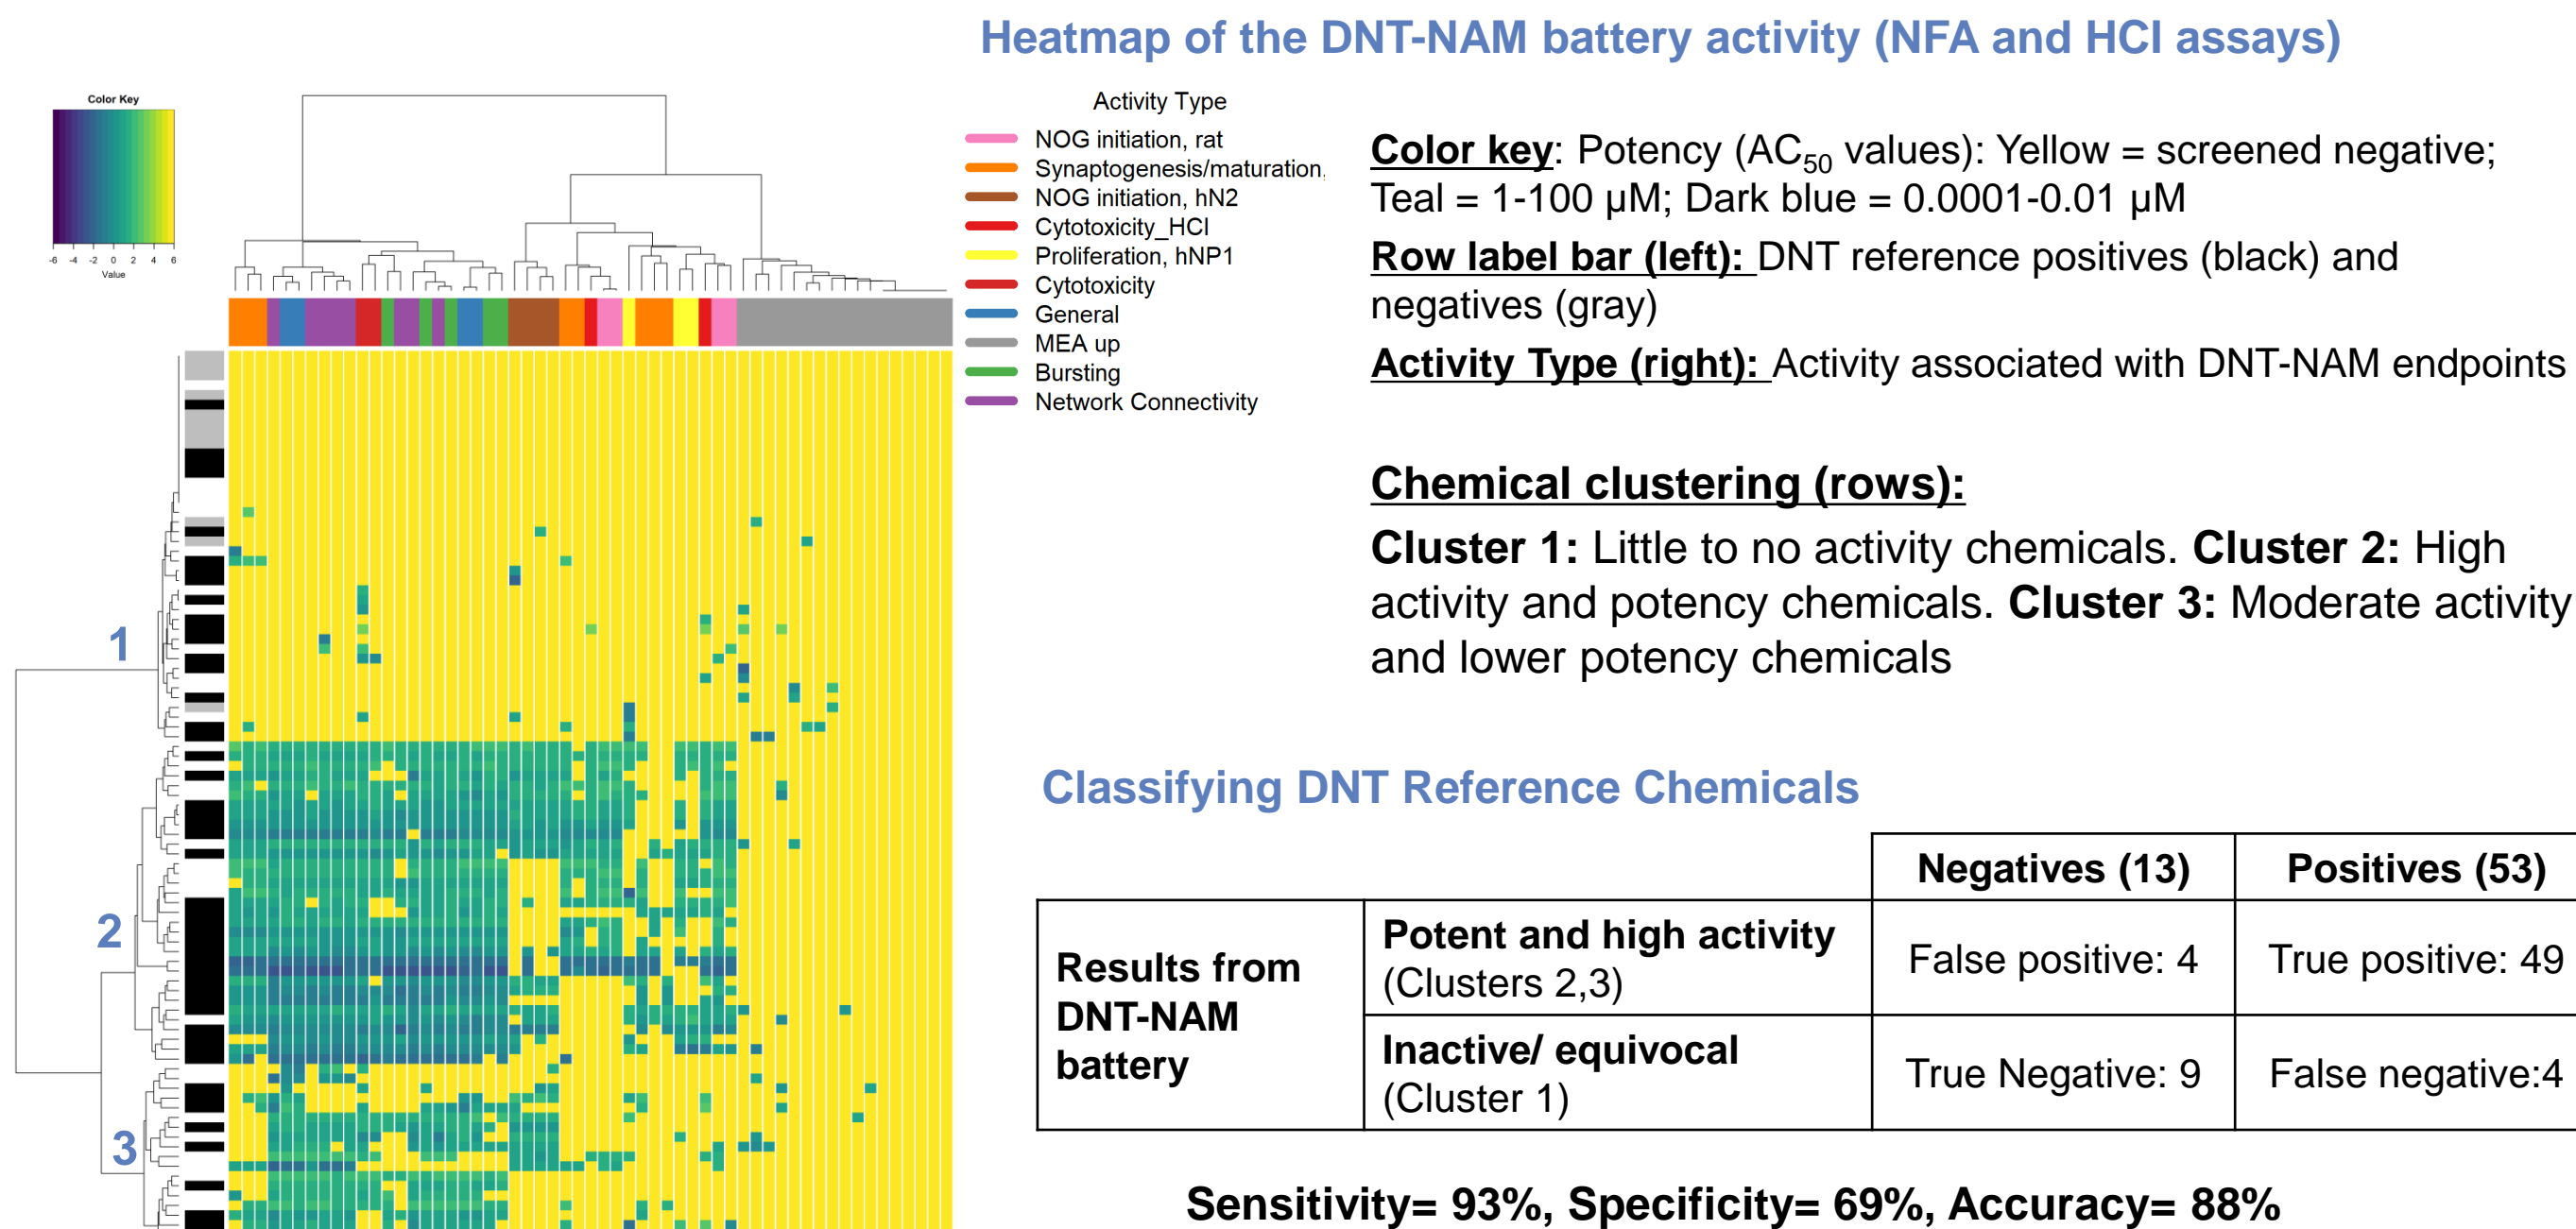 Heatmap of the DNT-NAM battery activity (NFA and HCI assays)
Color Key
-6 -4 -2 0 2 4 6
Value
Activity Type
NOG initiation, rat
Synaptogenesis/maturation,
NOG initiation, hN2
Cytotoxicity_HCI
Proliferation, hNP1
Cytotoxicity
General
MEA up
Bursting
Network Connectivity
Color key: Potency (AC50 values): Yellow = screened negative;
Teal = 1-100 µM; Dark blue = 0.0001-0.01 µM
Row label bar (left): DNT reference positives (black) and
negatives (gray)
Activity Type (right): Activity associated with DNT-NAM endpoints
Chemical clustering (rows):
Cluster 1: Little to no activity chemicals. Cluster 2: High
activity and potency chemicals. Cluster 3: Moderate activity
and lower potency chemicals
1
2
3
Classifying DNT Reference Chemicals
Negatives (13) Positives (53)
Results from
DNT-NAM
battery
Potent and high activity
(Clusters 2,3)
False positive: 4 True positive: 49
Inactive/ equivocal
(Cluster 1)
True Negative: 9 False negative:4
Sensitivity= 93%, Specificity= 69%, Accuracy= 88%